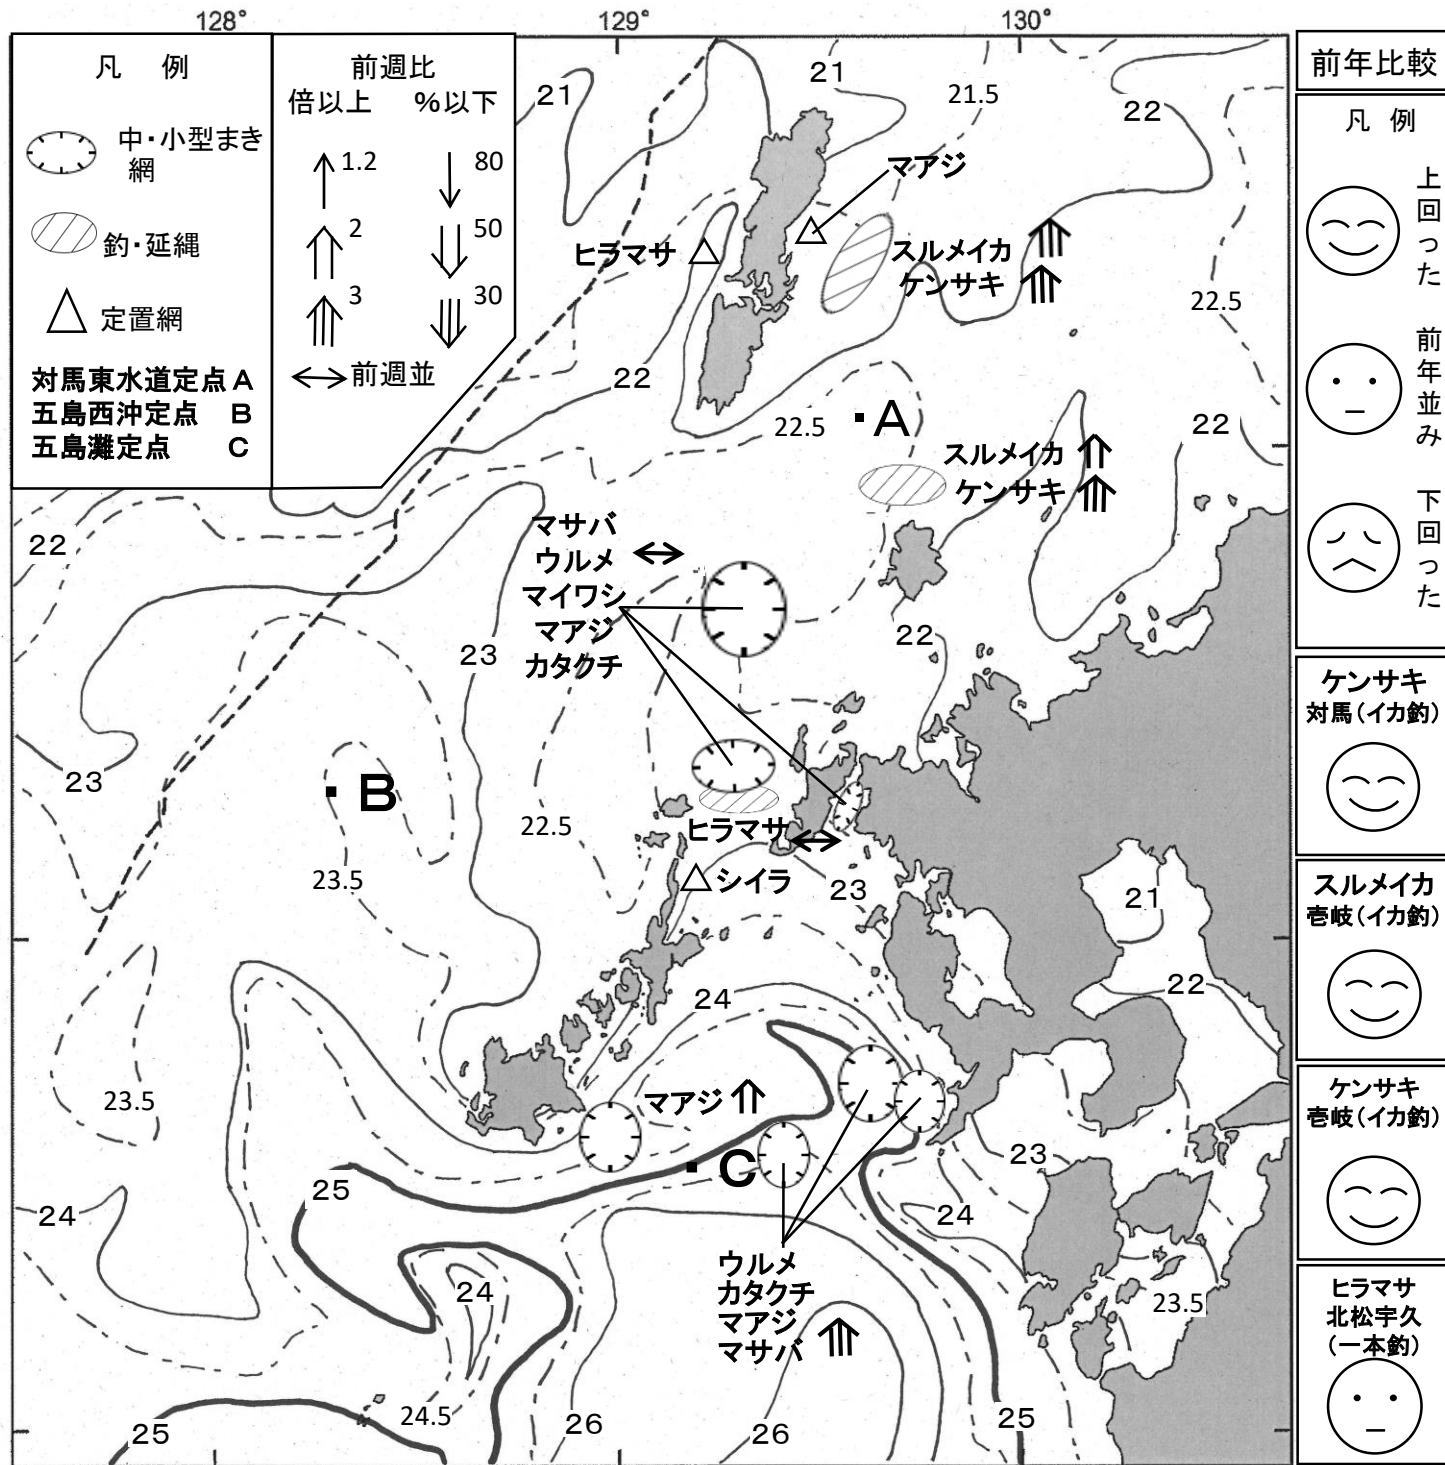 128°
129°
130°
凡 例
中・小型まき
網
釣・延縄
定置網
対馬東水道定点 A
五島西沖定点 B
五島灘定点 C
前週比
倍以上 %以下
1.2 80
2 50
3 30
前週並
前年比較
凡 例
上回った
前年並み
下回った
ケンサキ
対馬(イカ釣)
スルメイカ
壱岐(イカ釣)
ケンサキ
壱岐(イカ釣)
ヒラマサ
北松宇久
(一本釣)
21
21
21.5
22
マアジ
ヒラマサ
スルメイカ
ケンサキ
22.5
22
22.5
A
22
スルメイカ
ケンサキ
22
マサバ
ウルメ
マイワシ
マアジ
カタクチ
23
22
23
B
22.5
23.5
ヒラマサ
シイラ
23
21
22
24
23.5
マアジ
C
23
25
24
24
ウルメ
カタクチ
マアジ
マサバ
24
23.5
24.5
25
26
26
25